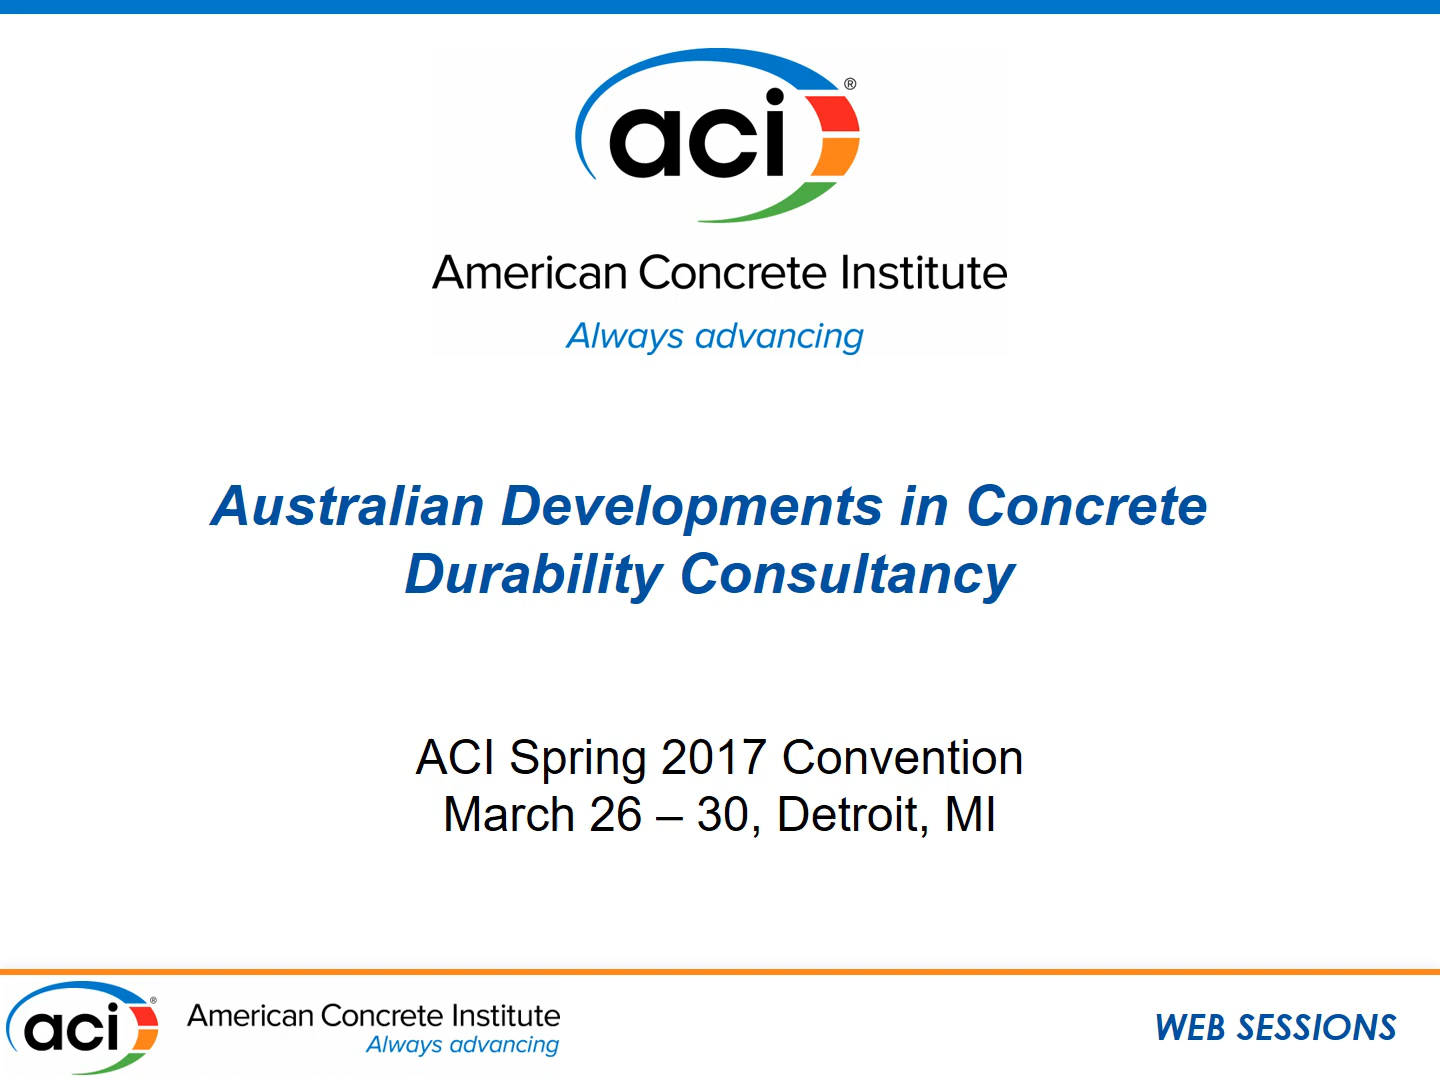 aci®
American Concrete Institute
Always advancing
Australian Developments in Concrete
Durability Consultancy
ACI Spring 2017 Convention
March 26 – 30, Detroit, MI
aci®
American Concrete Institute
Always advancing
WEB SESSIONS